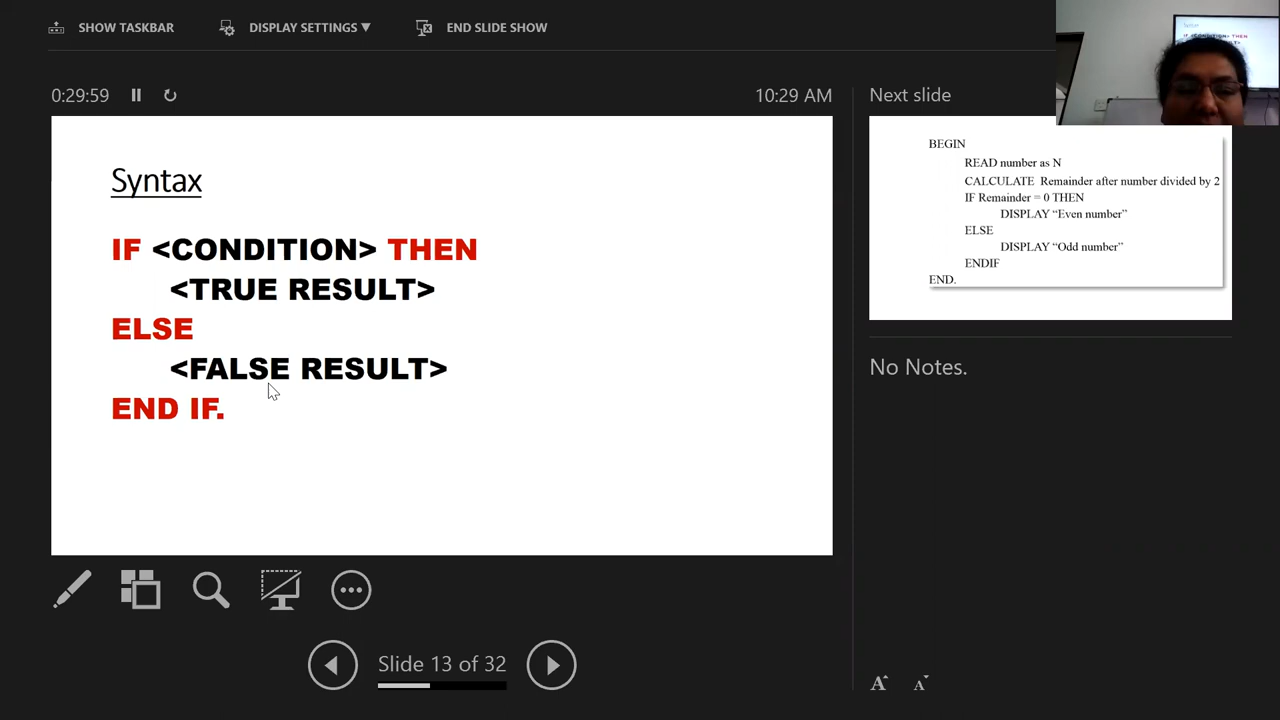 SHOW TASKBAR DISPLAY SETTINGS ▼ END SLIDE SHOW
0:29:59 10:29 AM
Syntax
IF <CONDITION> THEN
<TRUE RESULT>
ELSE
<FALSE RESULT>
END IF.
Slide 13 of 32
Next slide
BEGIN
READ number as N
CALCULATE Remainder after number divided by 2
IF Remainder = 0 THEN
DISPLAY “Even number”
ELSE
DISPLAY “Odd number”
ENDIF
END.
No Notes.
A A